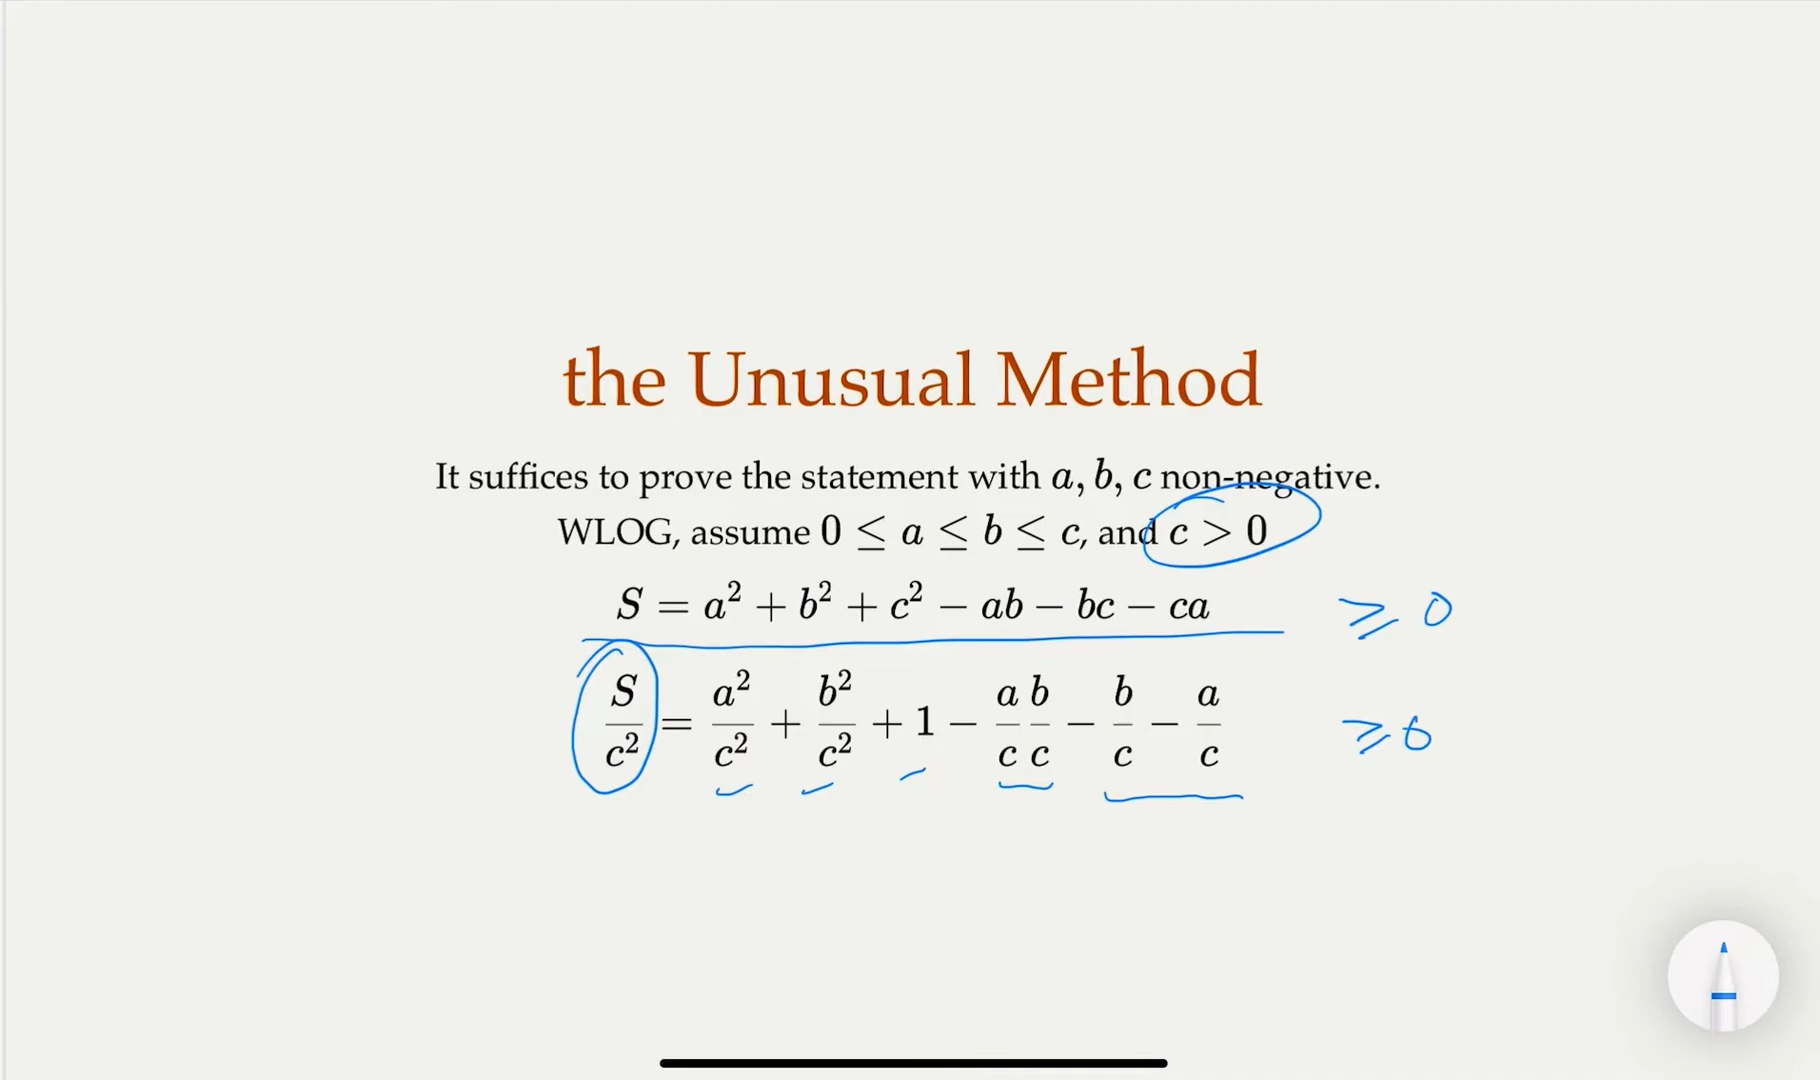 the Unusual Method
It suffices to prove the statement with a, b, c non-negative.
WLOG, assume 0 ≤ a ≤ b ≤ c, and c > 0
S = a² + b² + c² − ab − bc − ca ⩾ 0
S/c² = a²/c² + b²/c² + 1 − a/c b/c − b/c − a/c ⩾ 0